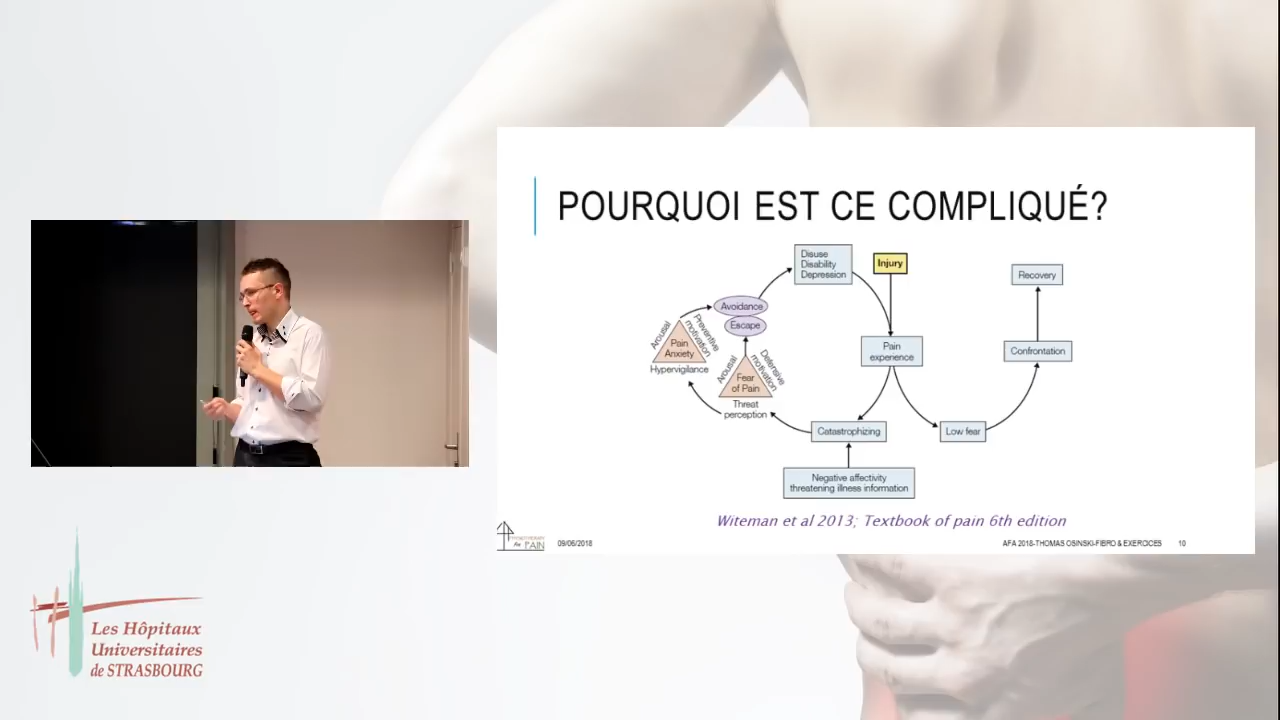 POURQUOI EST CE COMPLIQUÉ?
Disuse
Disability
Depression
Injury
Recovery
Avoidance
Escape
Arousal
Preventive
motivation
Pain
Anxiety
Hypervigilance
Arousal
Defensive
motivation
Fear
of Pain
Threat
perception
Pain
experience
Confrontation
Catastrophizing
Low fear
Negative affectivity
threatening illness information
Witeman et al 2013; Textbook of pain 6th edition
PAIN
09/06/2018
AFA 2018-THOMAS OSINSKI-FIBRO & EXERCICES
10
Les Hôpitaux
Universitaires
de STRASBOURG